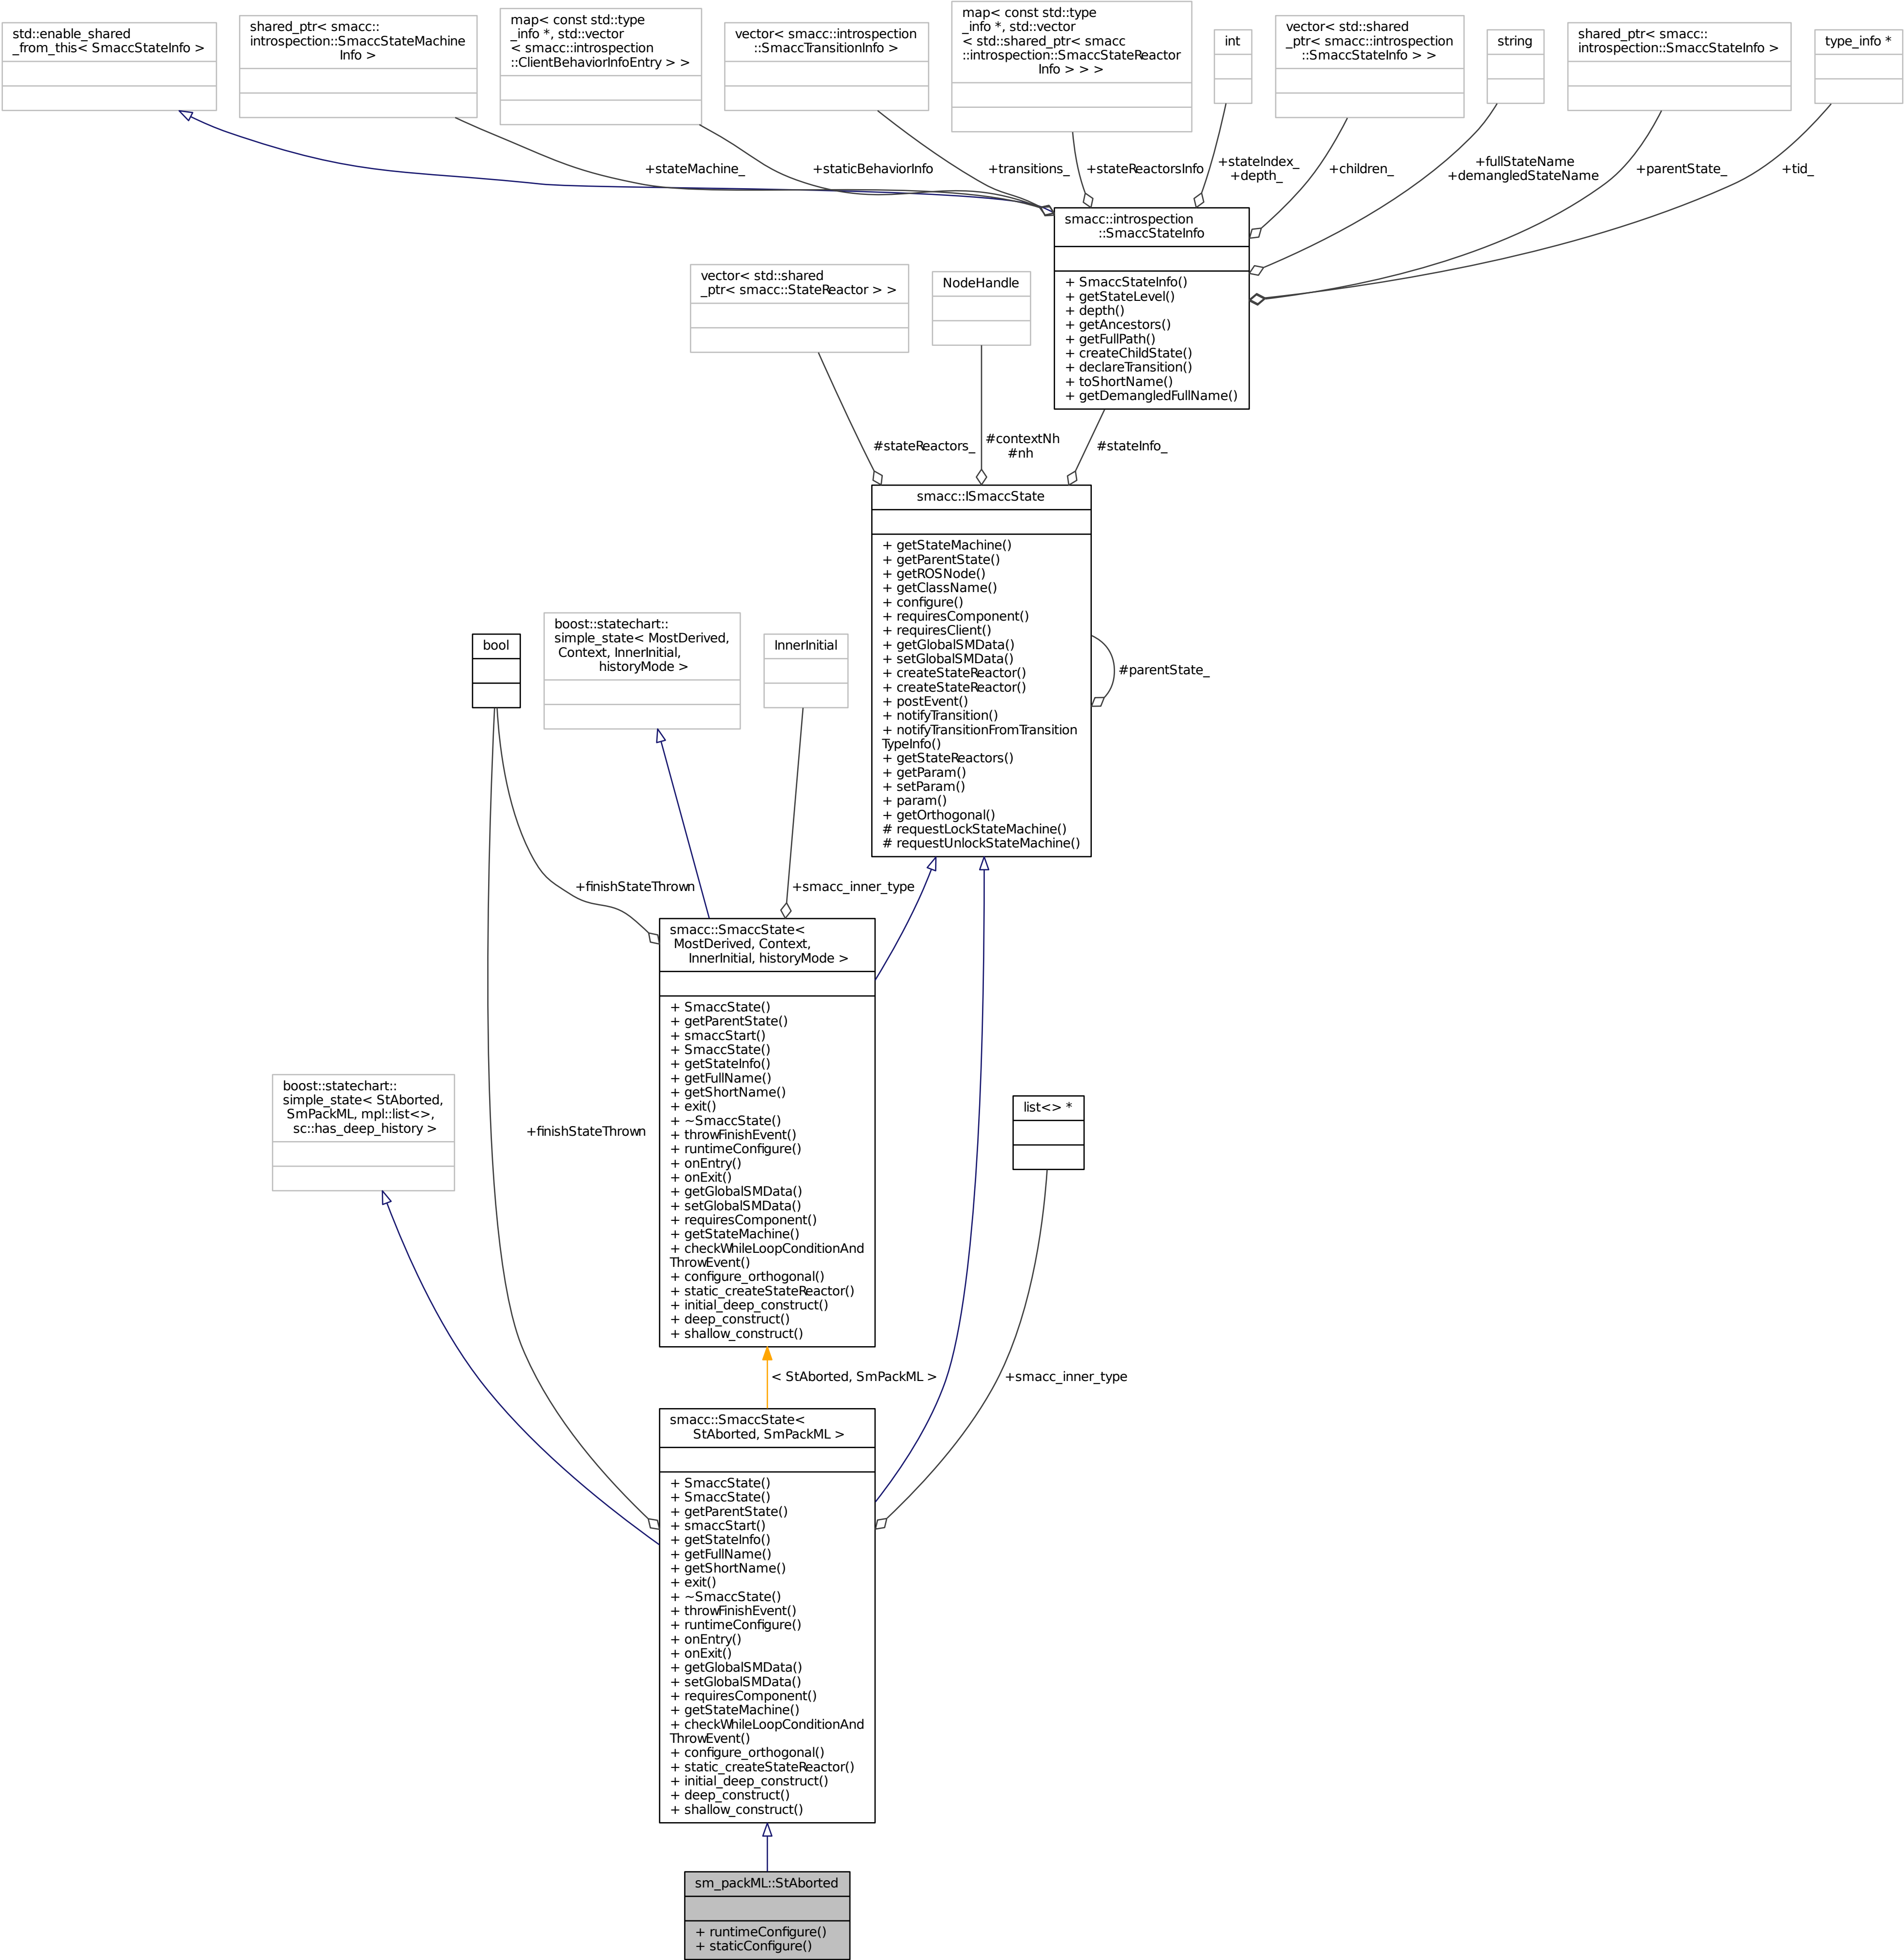 std::enable_shared
_from_this< SmaccStateInfo >
shared_ptr< smacc::
introspection::SmaccStateMachine
Info >
map< const std::type
_info *, std::vector
< smacc::introspection
::ClientBehaviorInfoEntry > >
vector< smacc::introspection
::SmaccTransitionInfo >
map< const std::type
_info *, std::vector
< std::shared_ptr< smacc
::introspection::SmaccStateReactor
Info > > >
int
vector< std::shared
_ptr< smacc::introspection
::SmaccStateInfo > >
string
shared_ptr< smacc::
introspection::SmaccStateInfo >
type_info *
+stateMachine_
+staticBehaviorInfo
+transitions_
+stateReactorsInfo
+stateIndex_
+depth_
+children_
+fullStateName
+demangledStateName
+parentState_
+tid_
smacc::introspection
::SmaccStateInfo
+ SmaccStateInfo()
+ getStateLevel()
+ depth()
+ getAncestors()
+ getFullPath()
+ createChildState()
+ declareTransition()
+ toShortName()
+ getDemangledFullName()
vector< std::shared
_ptr< smacc::StateReactor > >
NodeHandle
#stateReactors_
#contextNh
#nh
#stateInfo_
smacc::ISmaccState
+ getStateMachine()
+ getParentState()
+ getROSNode()
+ getClassName()
+ configure()
+ requiresComponent()
+ requiresClient()
+ getGlobalSMData()
+ setGlobalSMData()
+ createStateReactor()
+ createStateReactor()
+ postEvent()
+ notifyTransition()
+ notifyTransitionFromTransition
TypeInfo()
+ getStateReactors()
+ getParam()
+ setParam()
+ param()
+ getOrthogonal()
# requestLockStateMachine()
# requestUnlockStateMachine()
#parentState_
bool
boost::statechart::
simple_state< MostDerived,
Context, InnerInitial,
historyMode >
InnerInitial
+finishStateThrown
+smacc_inner_type
smacc::SmaccState<
MostDerived, Context,
InnerInitial, historyMode >
+ SmaccState()
+ getParentState()
+ smaccStart()
+ SmaccState()
+ getStateInfo()
+ getFullName()
+ getShortName()
+ exit()
+ ~SmaccState()
+ throwFinishEvent()
+ runtimeConfigure()
+ onEntry()
+ onExit()
+ getGlobalSMData()
+ setGlobalSMData()
+ requiresComponent()
+ getStateMachine()
+ checkWhileLoopConditionAnd
ThrowEvent()
+ configure_orthogonal()
+ static_createStateReactor()
+ initial_deep_construct()
+ deep_construct()
+ shallow_construct()
boost::statechart::
simple_state< StAborted,
SmPackML, mpl::list<>,
sc::has_deep_history >
+finishStateThrown
list<> *
< StAborted, SmPackML >
+smacc_inner_type
smacc::SmaccState<
StAborted, SmPackML >
+ SmaccState()
+ SmaccState()
+ getParentState()
+ smaccStart()
+ getStateInfo()
+ getFullName()
+ getShortName()
+ exit()
+ ~SmaccState()
+ throwFinishEvent()
+ runtimeConfigure()
+ onEntry()
+ onExit()
+ getGlobalSMData()
+ setGlobalSMData()
+ requiresComponent()
+ getStateMachine()
+ checkWhileLoopConditionAnd
ThrowEvent()
+ configure_orthogonal()
+ static_createStateReactor()
+ initial_deep_construct()
+ deep_construct()
+ shallow_construct()
sm_packML::StAborted
+ runtimeConfigure()
+ staticConfigure()